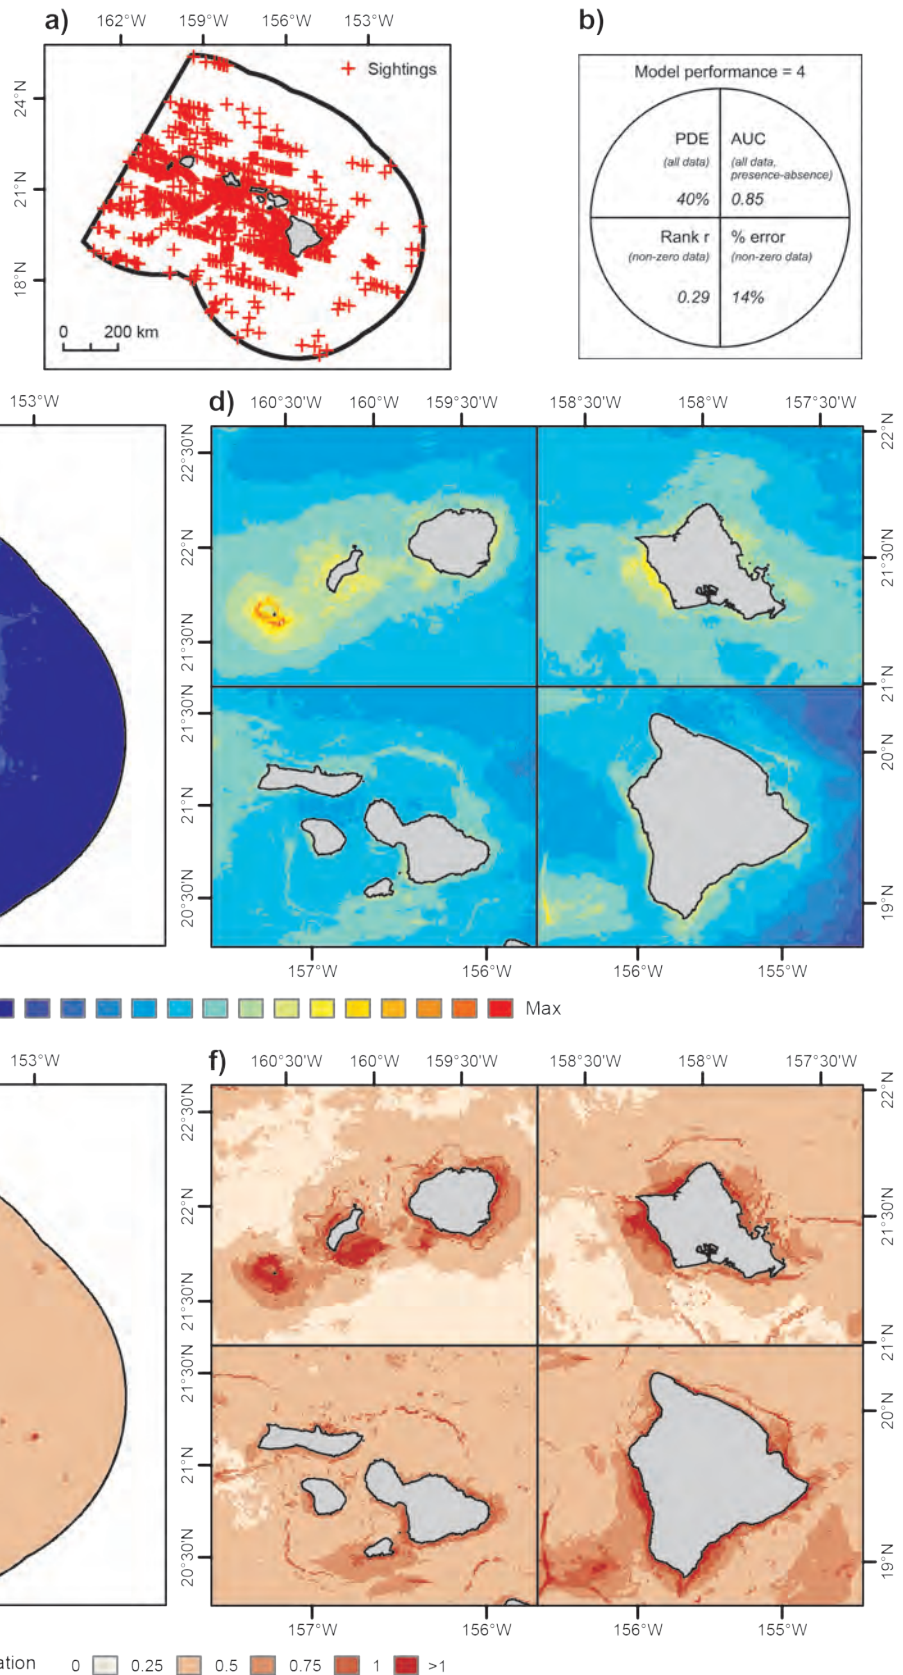 a)
162°W 159°W 156°W 153°W
24°N
21°N
18°N
Sightings
0 200 km
b)
Model performance = 4
PDE
(all data)
40%
AUC
(all data,
presence-absence)
0.85
Rank r
(non-zero data)
0.29
% error
(non-zero data)
14%
153°W
d)
160°30'W 160°W 159°30'W 158°30'W 158°W 157°30'W
22°30'N
22°N
21°30'N
22°N
21°30'N
21°N
21°30'N
21°N
20°30'N
20°N
19°N
157°W 156°W 156°W 155°W
Max
153°W
f)
160°30'W 160°W 159°30'W 158°30'W 158°W 157°30'W
22°30'N
22°N
21°30'N
22°N
21°30'N
21°N
21°30'N
21°N
20°30'N
20°N
19°N
157°W 156°W 156°W 155°W
ation 0 0.25 0.5 0.75 1 >1